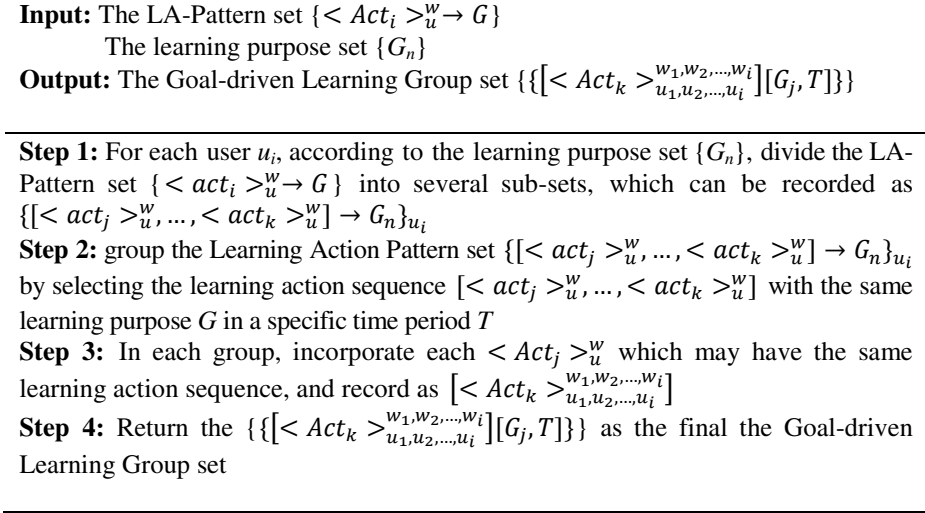 Input: The LA-Pattern set {< Act_i >_u^w → G}
The learning purpose set {G_n}
Output: The Goal-driven Learning Group set {{[< Act_k >_{u_1,u_2,…,u_i}^{w_1,w_2,…,w_i}][G_j, T]}}
Step 1: For each user u_i, according to the learning purpose set {G_n}, divide the LA-
Pattern set {< act_i >_u^w → G } into several sub-sets, which can be recorded as
{[< act_j >_u^w, … , < act_k >_u^w] → G_n}_{u_i}
Step 2: group the Learning Action Pattern set {[< act_j >_u^w, … , < act_k >_u^w] → G_n}_{u_i}
by selecting the learning action sequence [< act_j >_u^w, … , < act_k >_u^w] with the same
learning purpose G in a specific time period T
Step 3: In each group, incorporate each < Act_j >_u^w which may have the same
learning action sequence, and record as [< Act_k >_{u_1,u_2,…,u_i}^{w_1,w_2,…,w_i}]
Step 4: Return the {{[< Act_k >_{u_1,u_2,…,u_i}^{w_1,w_2,…,w_i}][G_j, T]}} as the final the Goal-driven
Learning Group set